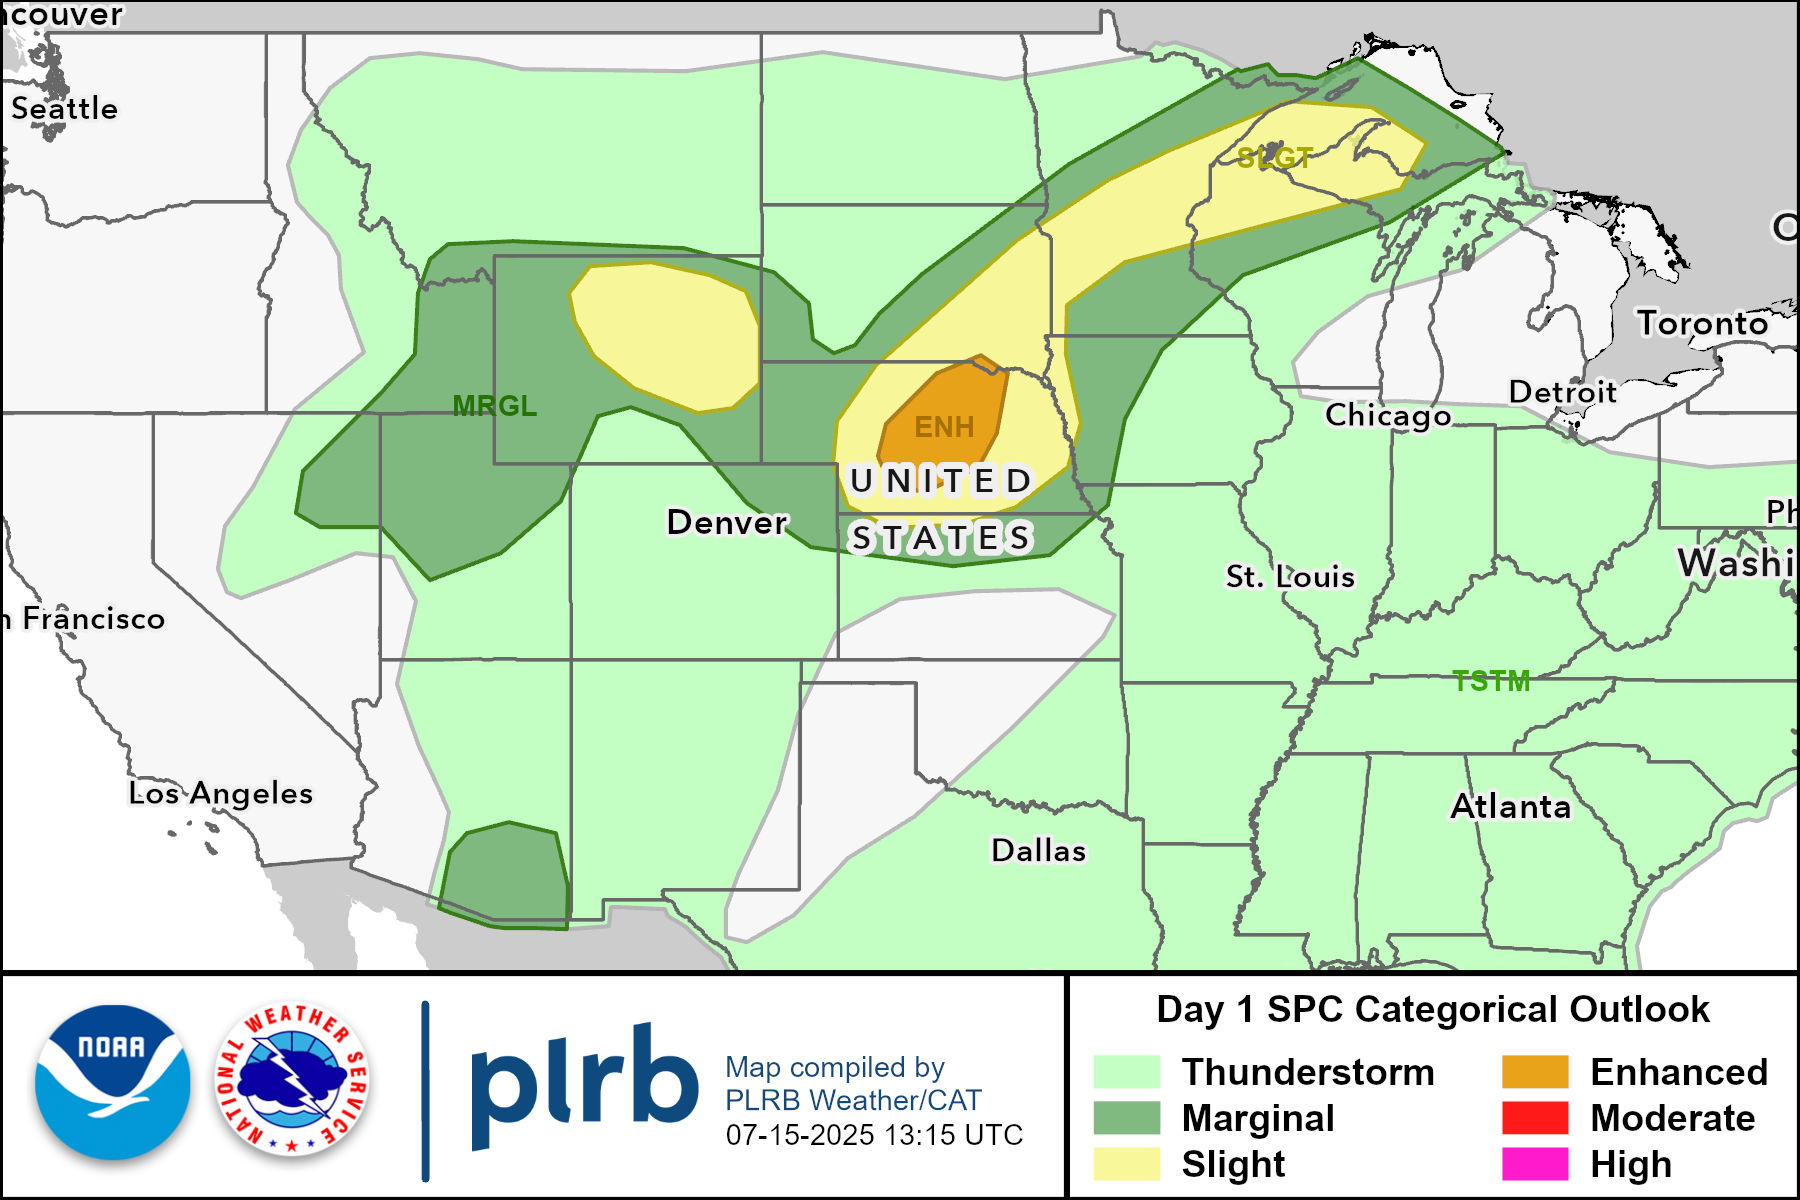 ncouver
Seattle
SLGT
O
Toronto
MRGL
Detroit
Chicago
ENH
UNITED
Denver
STATES
Ph
Washi
St. Louis
n Francisco
TSTM
Los Angeles
Atlanta
Dallas
NOAA
NATIONAL WEATHER SERVICE
plrb
Map compiled by
PLRB Weather/CAT
07-15-2025 13:15 UTC
Day 1 SPC Categorical Outlook
Thunderstorm
Enhanced
Marginal
Moderate
Slight
High